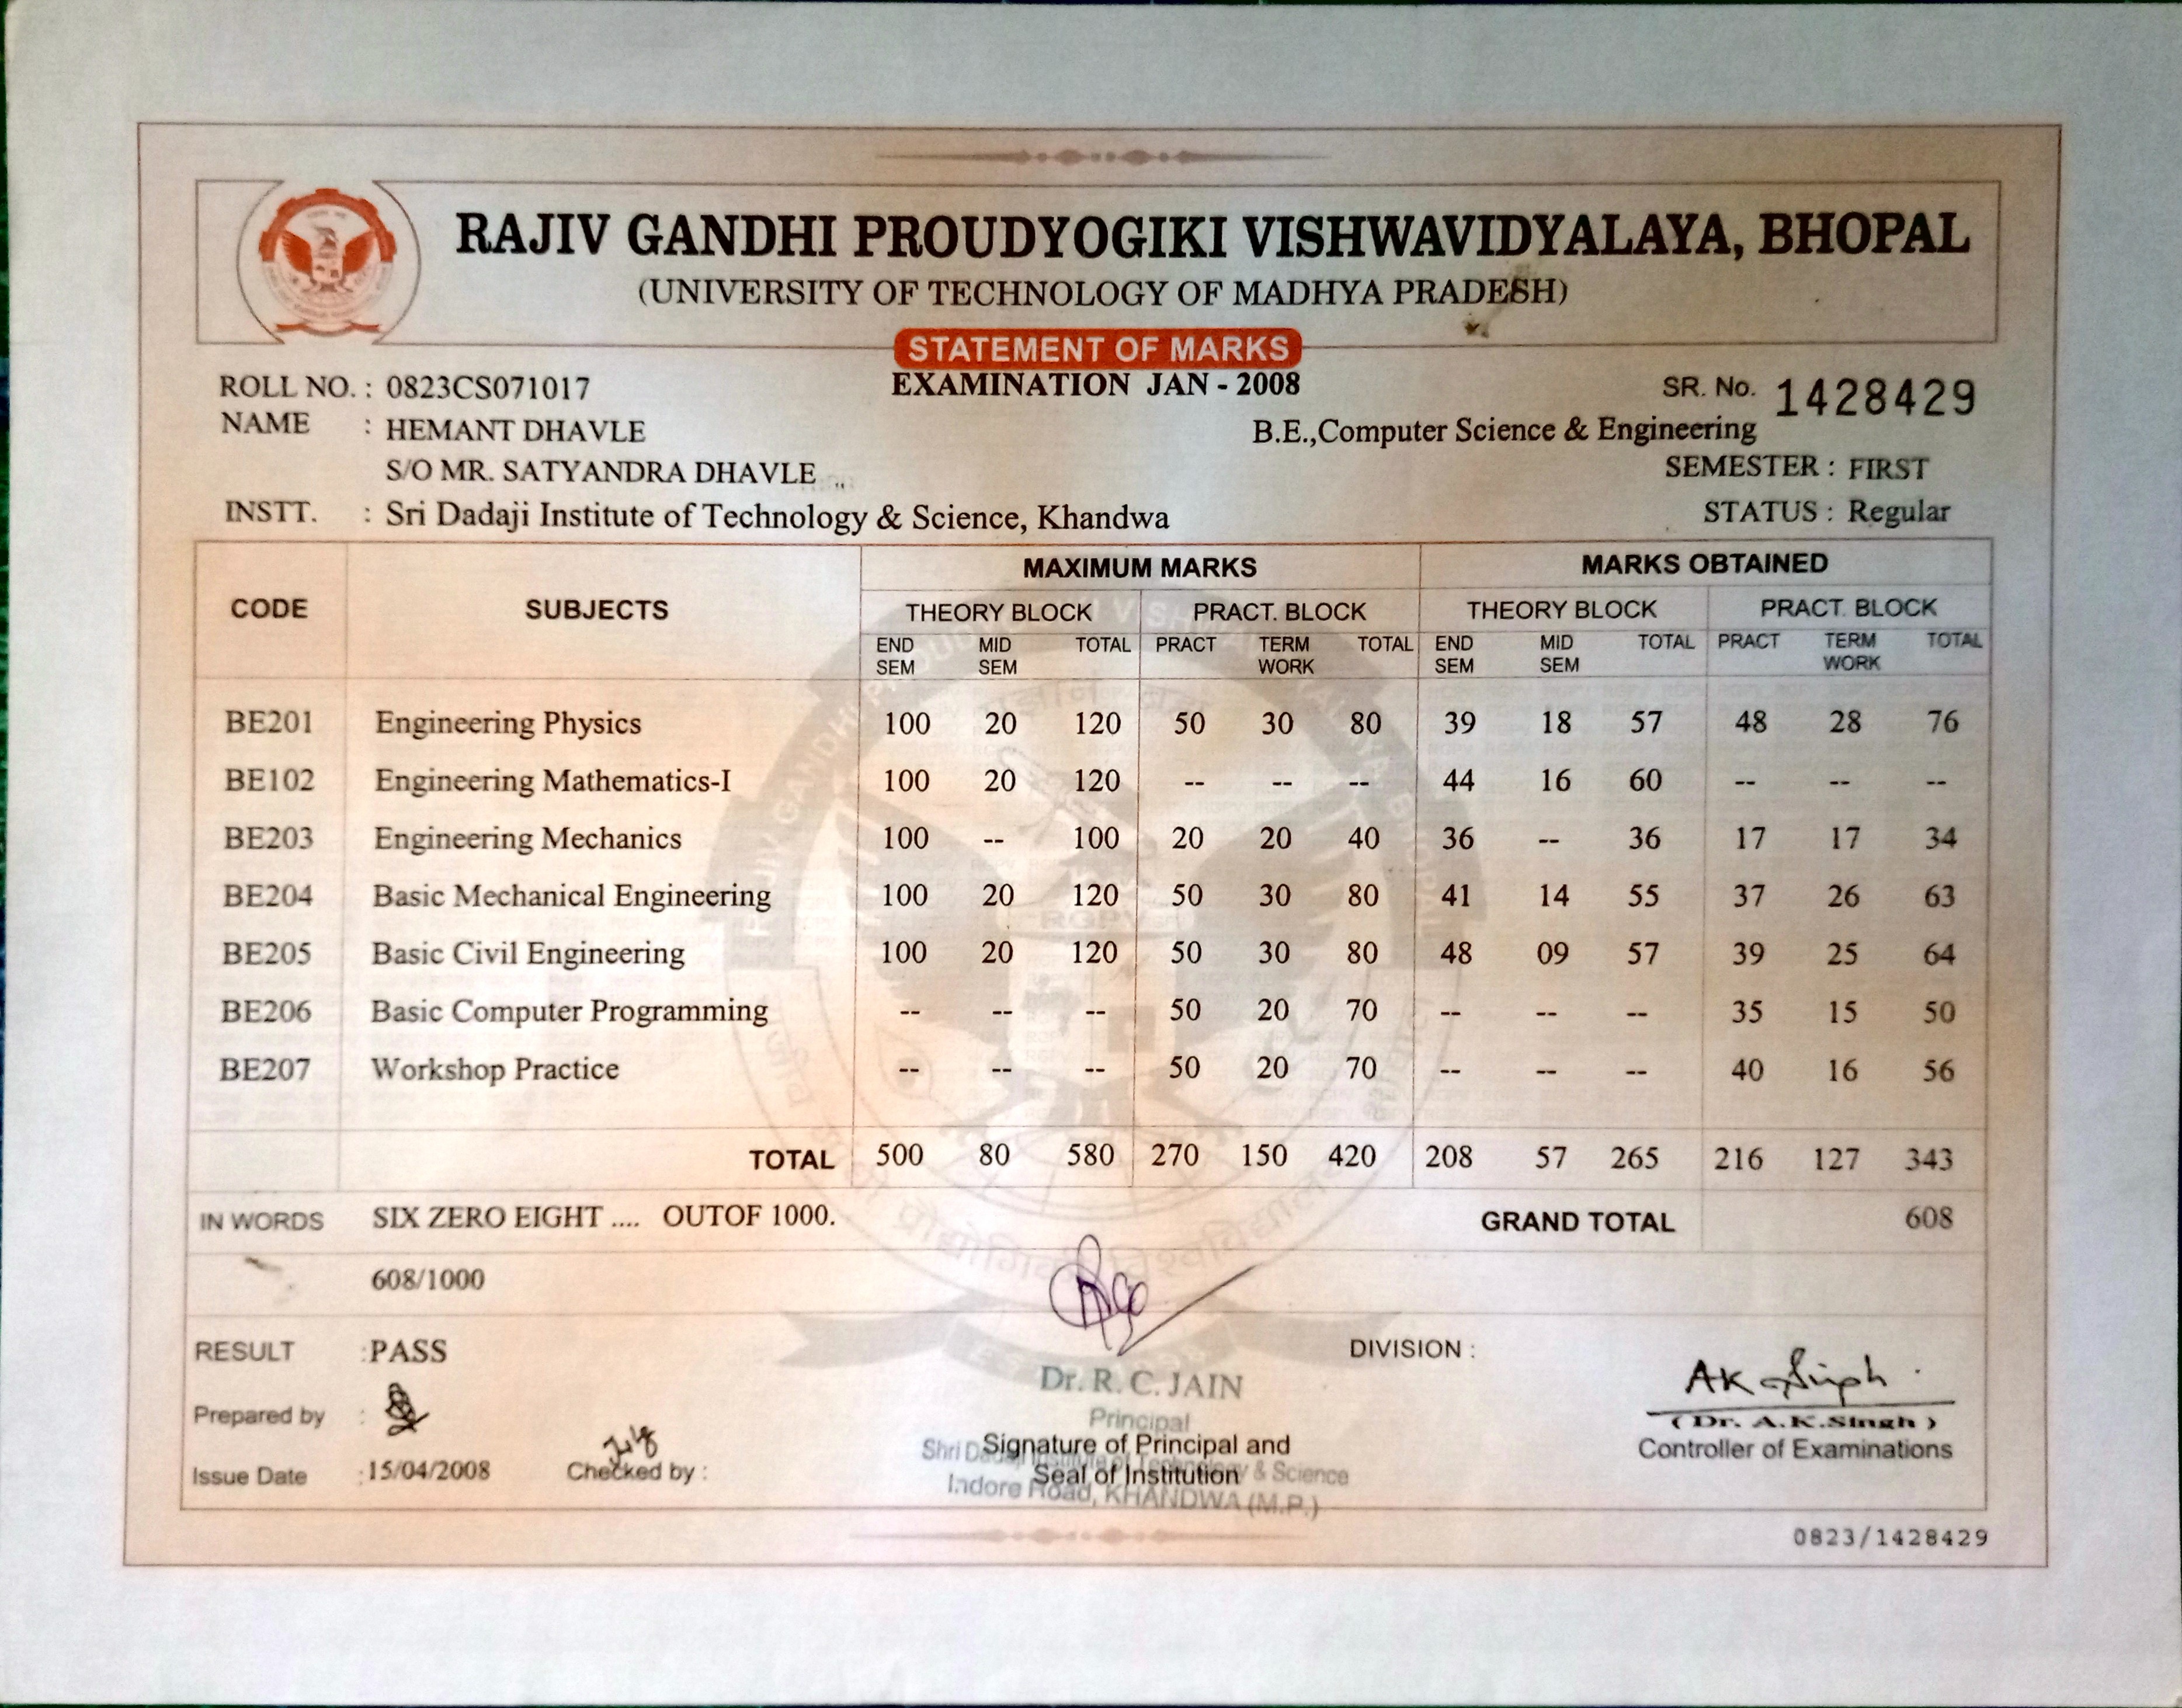 RAJIV GANDHI PROUDYOGIKI VISHWAVIDYALAYA, BHOPAL
(UNIVERSITY OF TECHNOLOGY OF MADHYA PRADESH)
STATEMENT OF MARKS
ROLL NO. : 0823CS071017 EXAMINATION JAN - 2008 SR. No. 1428429
NAME : HEMANT DHAVLE B.E.,Computer Science & Engineering
S/O MR. SATYANDRA DHAVLE SEMESTER : FIRST
INSTT. : Sri Dadaji Institute of Technology & Science, Khandwa STATUS : Regular
MAXIMUM MARKS MARKS OBTAINED
CODE SUBJECTS THEORY BLOCK PRACT. BLOCK THEORY BLOCK PRACT. BLOCK
END MID TOTAL PRACT TERM TOTAL END MID TOTAL PRACT TERM TOTAL
SEM SEM WORK SEM SEM WORK
BE201 Engineering Physics 100 20 120 50 30 80 39 18 57 48 28 76
BE102 Engineering Mathematics-I 100 20 120 -- -- -- 44 16 60 -- -- --
BE203 Engineering Mechanics 100 -- 100 20 20 40 36 -- 36 17 17 34
BE204 Basic Mechanical Engineering 100 20 120 50 30 80 41 14 55 37 26 63
BE205 Basic Civil Engineering 100 20 120 50 30 80 48 09 57 39 25 64
BE206 Basic Computer Programming -- -- -- 50 20 70 -- -- -- 35 15 50
BE207 Workshop Practice -- -- -- 50 20 70 -- -- -- 40 16 56
TOTAL 500 80 580 270 150 420 208 57 265 216 127 343
IN WORDS SIX ZERO EIGHT .... OUTOF 1000. GRAND TOTAL 608
608/1000
RESULT :PASS DIVISION :
Dr. R. C. JAIN AK Singh
Prepared by : Principal (Dr. A.K.Singh)
Signature of Principal and Controller of Examinations
Issue Date :15/04/2008 Checked by : Seal of Institution & Science
Indore Road, KHANDWA (M.P.)
0823/1428429